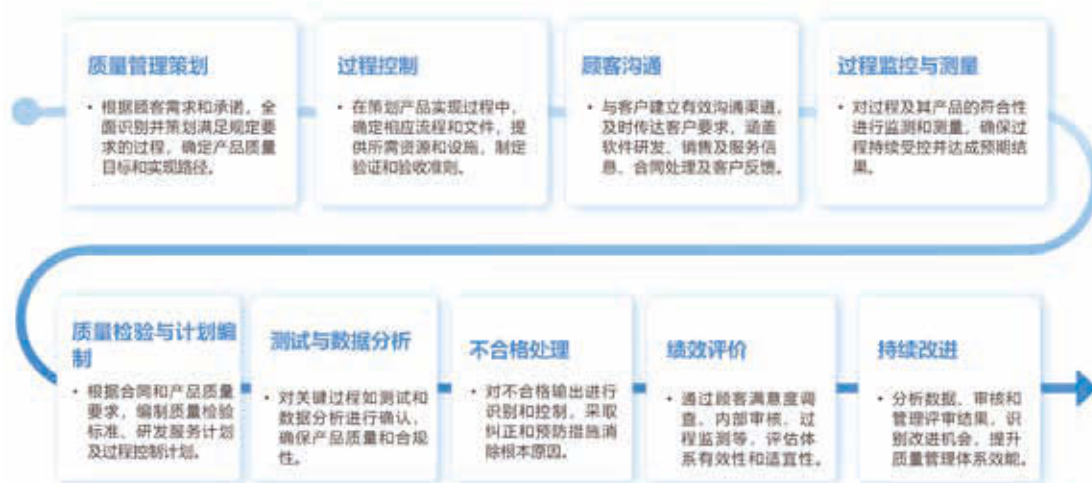 质量管理策划
• 根据顾客需求和承诺，全
面识别并策划满足规定要
求的过程，确定产品质量
目标和实现路径。
过程控制
• 在策划产品实现过程中，
确定相应流程和文件，提
供所需资源和设施，制定
验证和验收准则。
顾客沟通
• 与客户建立有效沟通渠道，
及时传达客户要求，涵盖
软件研发、销售及服务信
息、合同处理及客户反馈。
过程监控与测量
• 对过程及其产品的符合性
进行监测和测量，确保过
程持续受控并达成预期结
果。
质量检验与计划编
制
• 根据合同和产品质量
要求，编制质量检验
标准、研发服务计划
及过程控制计划。
测试与数据分析
• 对关键过程如测试和
数据分析进行确认，
确保产品质量和合规
性。
不合格处理
• 对不合格输出进行
识别和控制，采取
纠正和预防措施消
除根本原因。
绩效评价
• 通过顾客满意度调
查、内部审核、过
程监测等，评估体
系有效性和适宜性。
持续改进
• 分析数据、审核和
管理评审结果，识
别改进机会，提升
质量管理体系效能。